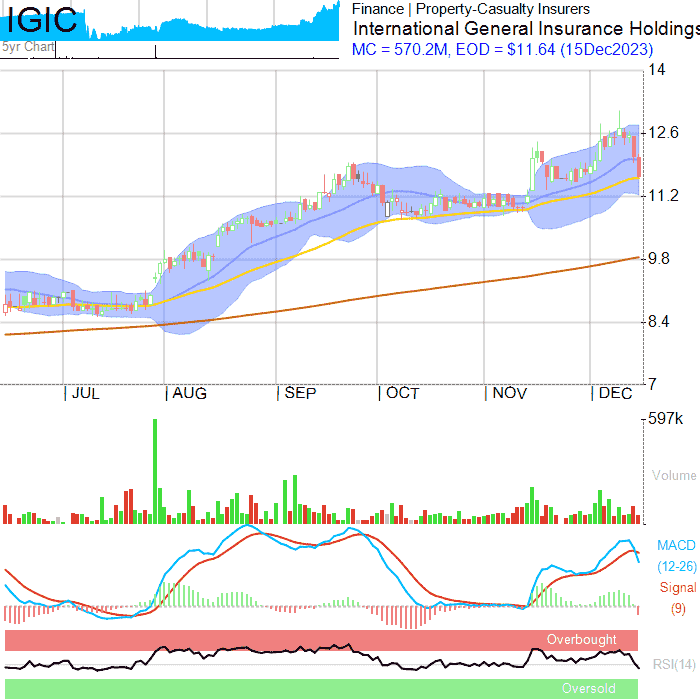 IGIC
5yr Chart
Finance | Property-Casualty Insurers
International General Insurance Holdings
MC = 570.2M, EOD = $11.64 (15Dec2023)
14
12.6
11.2
9.8
8.4
7
JUL AUG SEP OCT NOV DEC
597k
Volume
MACD
(12-26)
Signal
(9)
Overbought
RSI(14)
Oversold